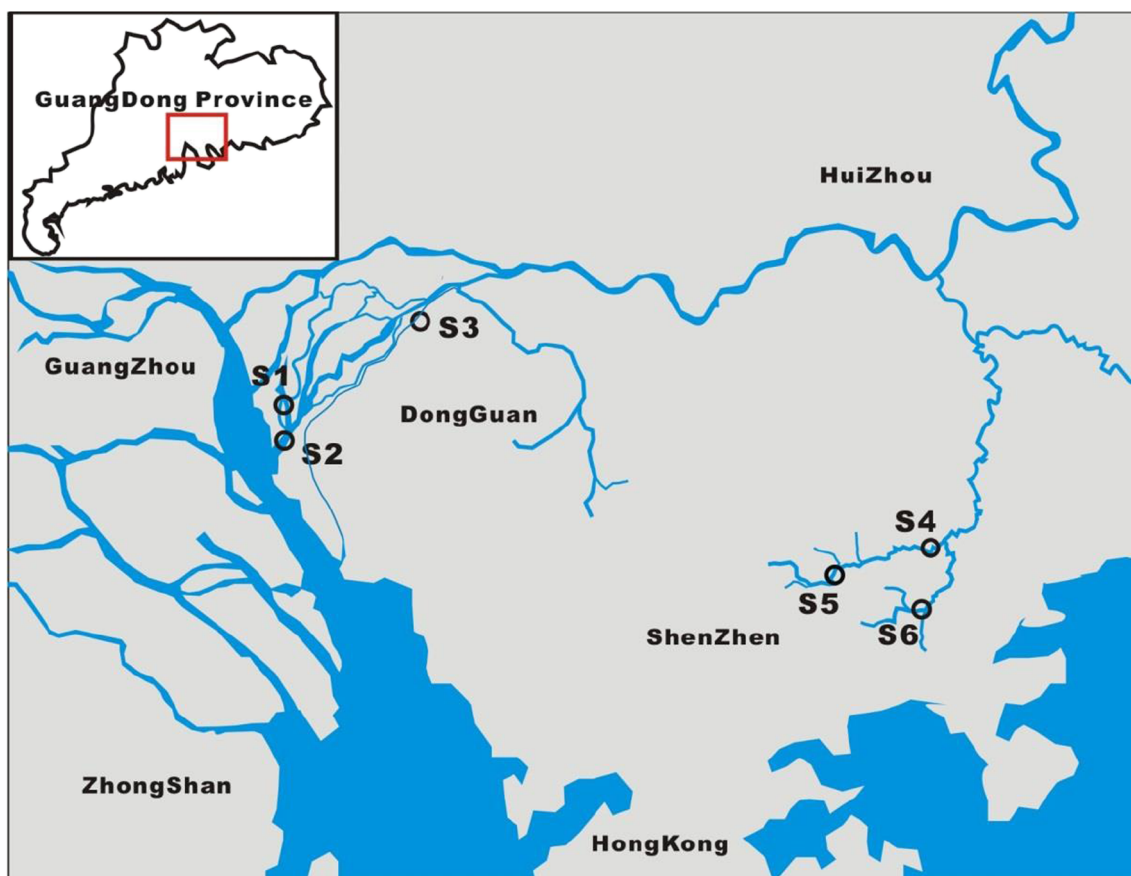 GuangDong Province
HuiZhou
S3
GuangZhou
S1
DongGuan
S2
S4
S5
S6
ShenZhen
ZhongShan
HongKong